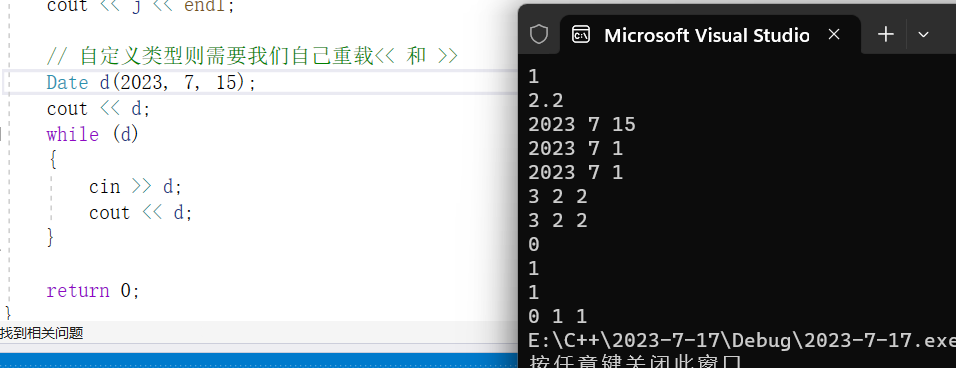 cout << j << endl;
// 自定义类型则需要我们自己重载<< 和 >>
Date d(2023, 7, 15);
cout << d;
while (d)
{
cin >> d;
cout << d;
}
return 0;
}
找到相关问题
Microsoft Visual Studio
1
2.2
2023 7 15
2023 7 1
2023 7 1
3 2 2
3 2 2
0
1
1
0 1 1
E:\C++\2023-7-17\Debug\2023-7-17.exe
按任意键关闭此窗口